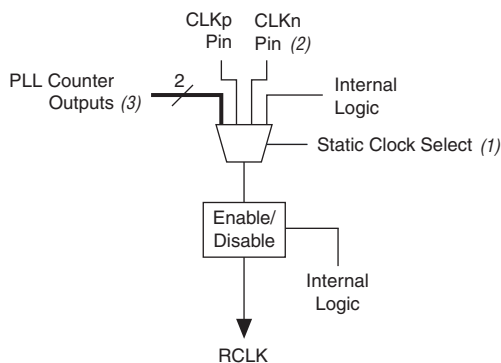 CLKp
Pin
CLKn
Pin (2)
PLL Counter
Outputs (3)
2
Internal
Logic
Static Clock Select (1)
Enable/
Disable
Internal
Logic
RCLK